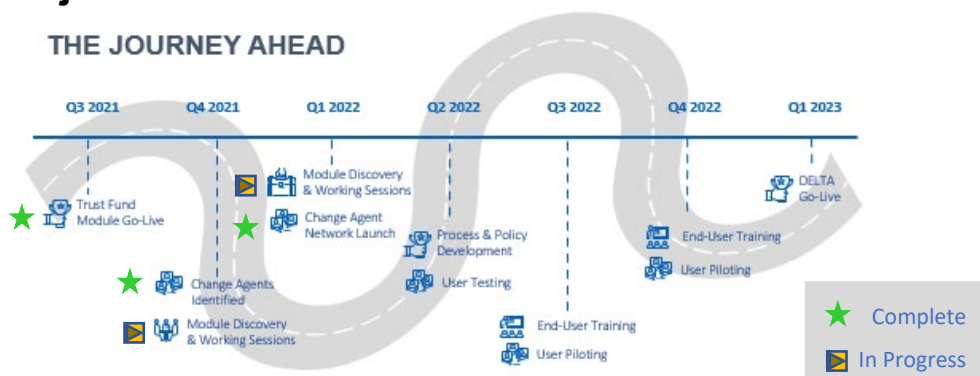 THE JOURNEY AHEAD
Q3 2021
Q4 2021
Q1 2022
Q2 2022
Q3 2022
Q4 2022
Q1 2023
Trust Fund
Module Go-Live
Change Agents
Identified
Module Discovery
& Working Sessions
Module Discovery
& Working Sessions
Change Agent
Network Launch
Process & Policy
Development
User Testing
End-User Training
User Piloting
End-User Training
User Piloting
DELTA
Go-Live
Complete
In Progress